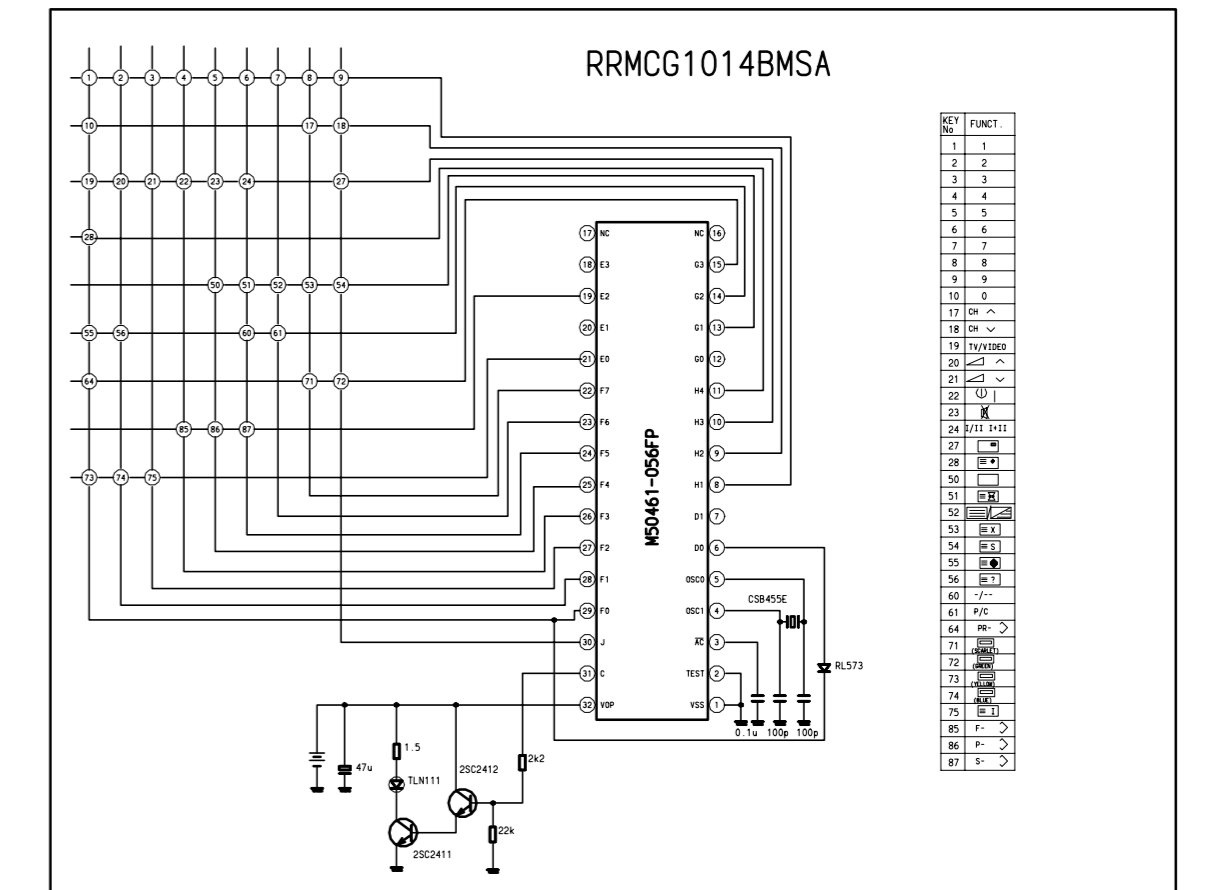 RRMCG1014BMSA
1 2 3 4 5 6 7 8 9
10 17 18
19 20 21 22 23 24 27
28
50 51 52 53 54
55 56 60 61
64 71 72
85 86 87
73 74 75
M50461-056FP
17 NC NC 16
18 E3 G3 15
19 E2 G2 14
20 E1 G1 13
21 E0 G0 12
22 F7 H4 11
23 F6 H3 10
24 F5 H2 9
25 F4 H1 8
26 F3 D1 7
27 F2 D0 6
28 F1 OSC0 5
29 F0 OSC1 4
30 J AC 3
31 C TEST 2
32 VOP VSS 1
CSB455E
RL573
0.1u 100p 100p
1.5
47u
TLN111
2SC2412
2k2
22k
2SC2411
KEY No FUNCT.
1 1
2 2
3 3
4 4
5 5
6 6
7 7
8 8
9 9
10 0
17 CH
18 CH
19 TV/VIDEO
20
21
22
23
24 I/II I+II
27
28
50
51
52
53 X
54 S
55
56 ?
60 -/--
61 P/C
64 PR-
71 (SCARLET)
72 (GREEN)
73 (YELLOW)
74 (BLUE)
75 I
85 F-
86 P-
87 S-